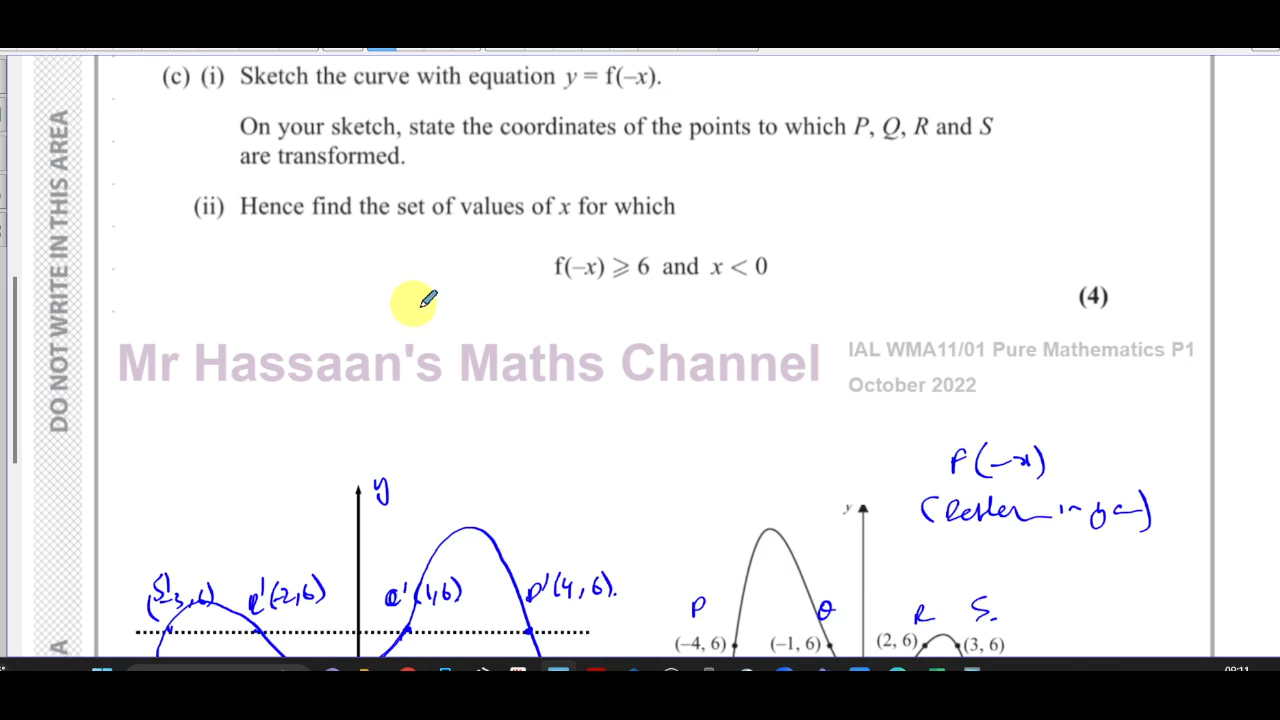 (c) (i) Sketch the curve with equation y = f(–x).
On your sketch, state the coordinates of the points to which P, Q, R and S
are transformed.
(ii) Hence find the set of values of x for which
f(–x) ⩾ 6 and x < 0
(4)
DO NOT WRITE IN THIS AREA
Mr Hassaan's Maths Channel
IAL WMA11/01 Pure Mathematics P1
October 2022
f(–x)
y
y
S'
(-3,6)
R'(-2,6)
Q'(1,6)
P'(4,6).
P
Q
R
S.
(–4, 6)
(–1, 6)
(2, 6)
(3, 6)
A
09:11